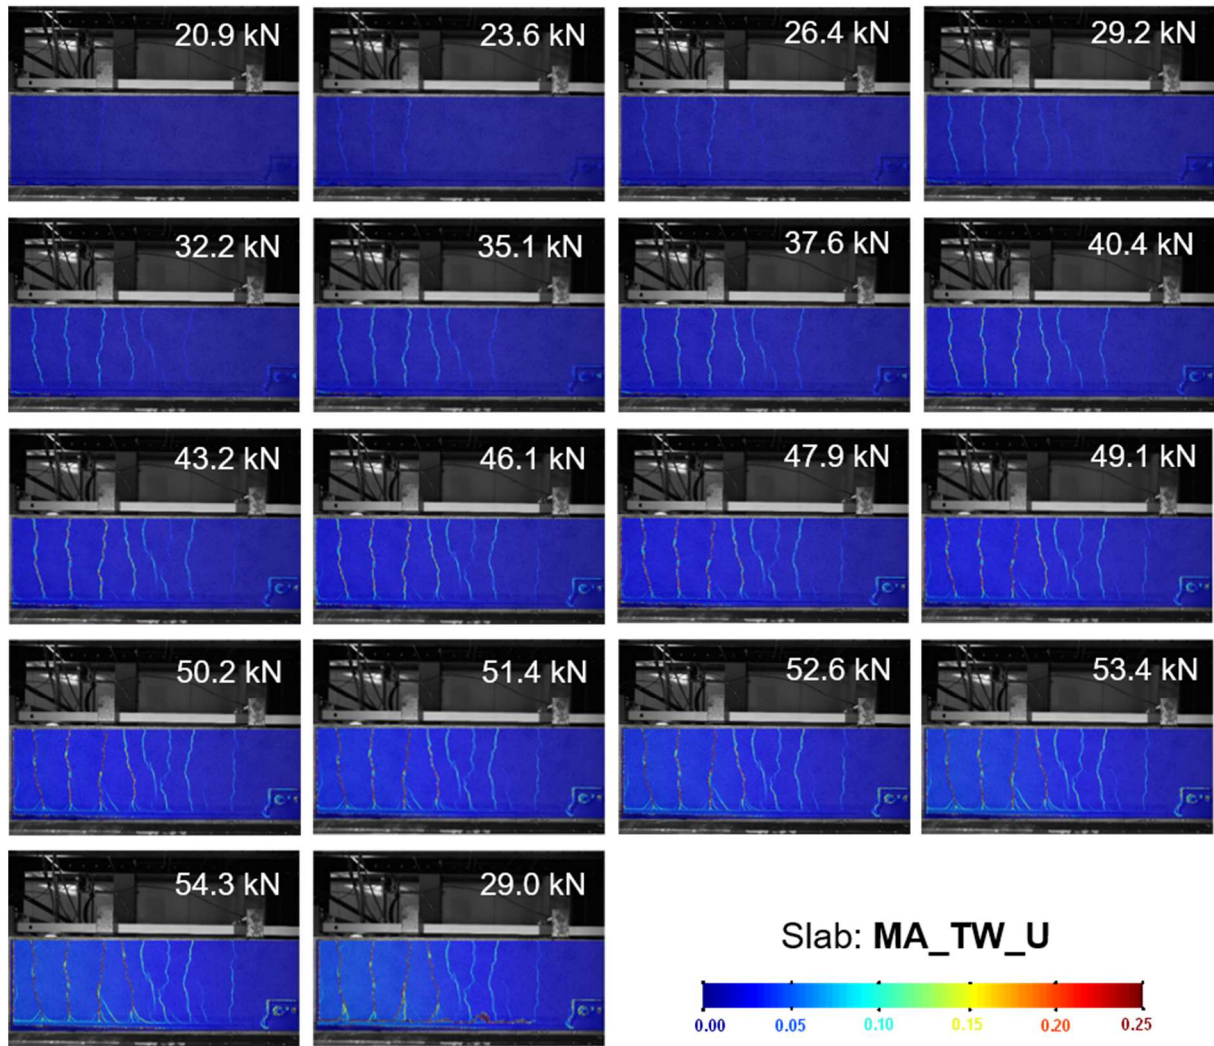 20.9 kN
23.6 kN
26.4 kN
29.2 kN
32.2 kN
35.1 kN
37.6 kN
40.4 kN
43.2 kN
46.1 kN
47.9 kN
49.1 kN
50.2 kN
51.4 kN
52.6 kN
53.4 kN
54.3 kN
29.0 kN
Slab: MA_TW_U
0.00 0.05 0.10 0.15 0.20 0.25